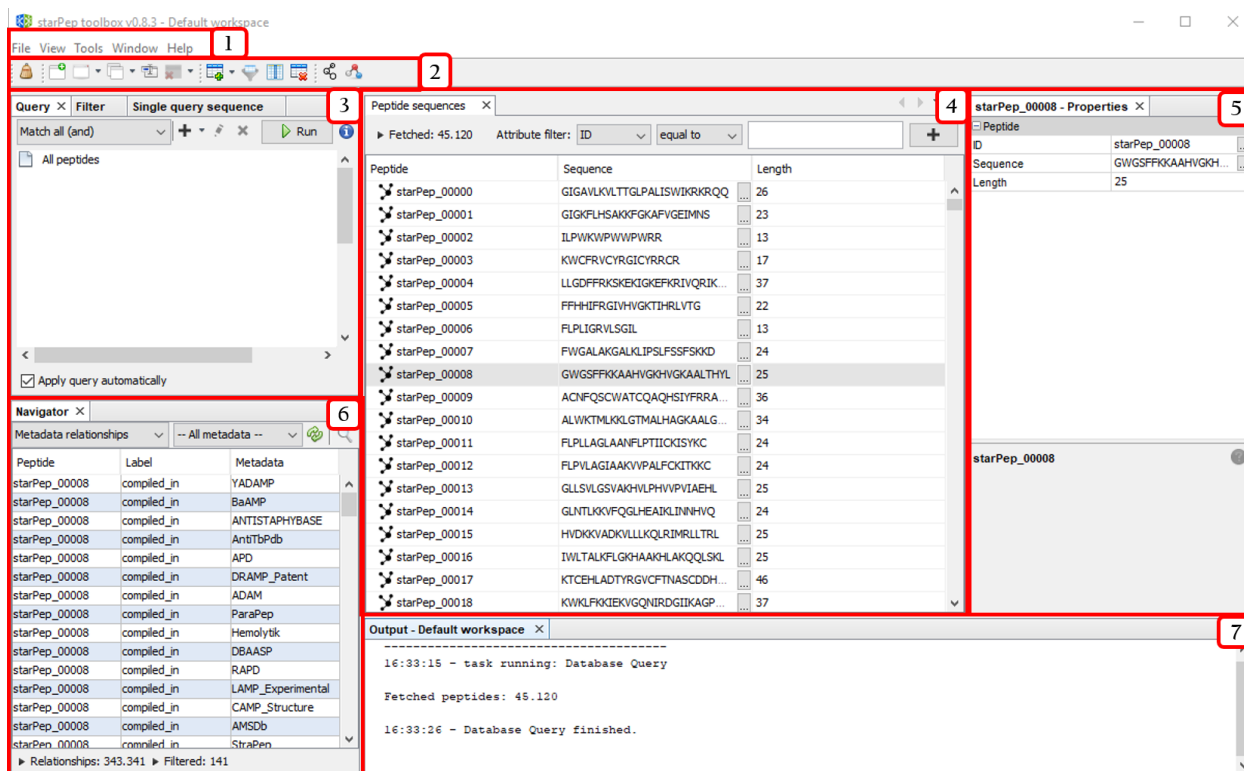 starPep toolbox v0.8.3 - Default workspace
File View Tools Window Help 1
2
Query Filter Single query sequence 3
Match all (and) Run
All peptides
Apply query automatically
Peptide sequences 4
Fetched: 45.120 Attribute filter: ID equal to
Peptide Sequence Length
starPep_00000 GIGAVLKVLTTGLPALISWIKRKRQQ ... 26
starPep_00001 GIGKFLHSAKKFGKAFVGEIMNS ... 23
starPep_00002 ILPWKWPWWPWRR ... 13
starPep_00003 KWCFRVCYRGICYRRCR ... 17
starPep_00004 LLGDFFRKSKEKIGKEFKRIVQRIK... ... 37
starPep_00005 FFHHIFRGIVHVGKTIHRLVTG ... 22
starPep_00006 FLPLIGRVLSGIL ... 13
starPep_00007 FWGALAKGALKLIPSLFSSFSKKD ... 24
starPep_00008 GWGSFFKKAAHVGKHVGKAALTHYL ... 25
starPep_00009 ACNFQSCWATCQAQHSIYFRRA... ... 36
starPep_00010 ALWKTMLKKLGTMALHAGKAALG... ... 34
starPep_00011 FLPLLAGLAANFLPTIICKISYKC ... 24
starPep_00012 FLPVLAGIAAKVVPALFCKITKKC ... 24
starPep_00013 GLLSVLGSVAKHVLPHVVPVIAEHL ... 25
starPep_00014 GLNTLKKVFQGLHEAIKLINNHVQ ... 24
starPep_00015 HVDKKVADKVLLLKQLRIMRLLTRL ... 25
starPep_00016 IWLTALKFLGKHAAKHLAKQQLSKL ... 25
starPep_00017 KTCEHLADTYRGVCFTNASCDDH... ... 46
starPep_00018 KWKLFKKIEKVGQNIRDGIIKAGP... ... 37
starPep_00008 - Properties 5
Peptide
ID starPep_00008 ...
Sequence GWGSFFKKAAHVGKH... ...
Length 25
starPep_00008
Navigator 6
Metadata relationships -- All metadata --
Peptide Label Metadata
starPep_00008 compiled_in YADAMP
starPep_00008 compiled_in BaAMP
starPep_00008 compiled_in ANTISTAPHYBASE
starPep_00008 compiled_in AntiTbPdb
starPep_00008 compiled_in APD
starPep_00008 compiled_in DRAMP_Patent
starPep_00008 compiled_in ADAM
starPep_00008 compiled_in ParaPep
starPep_00008 compiled_in Hemolytik
starPep_00008 compiled_in DBAASP
starPep_00008 compiled_in RAPD
starPep_00008 compiled_in LAMP_Experimental
starPep_00008 compiled_in CAMP_Structure
starPep_00008 compiled_in AMSDb
starPep_00008 compiled_in StraPep
Relationships: 343.341 Filtered: 141
Output - Default workspace 7
---------------------------------------
16:33:15 - task running: Database Query
Fetched peptides: 45.120
16:33:26 - Database Query finished.